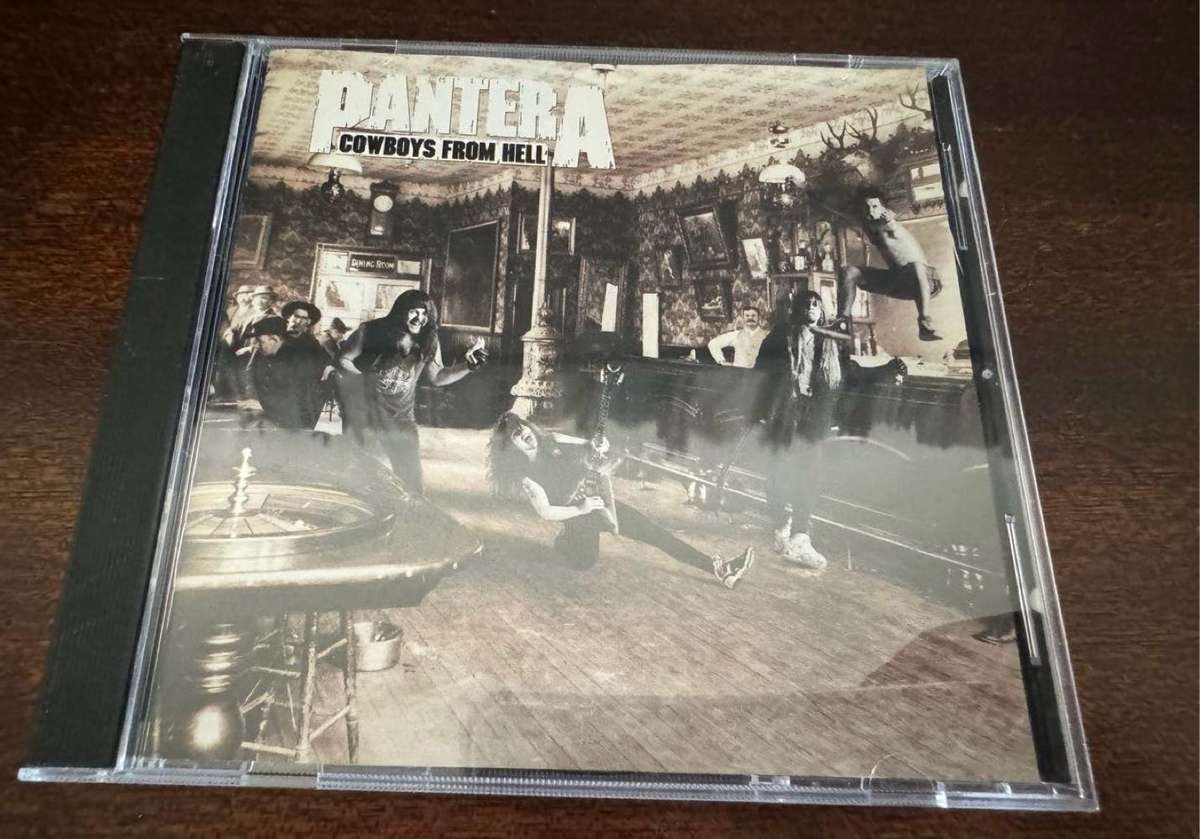 PANTERA
COWBOYS FROM HELL
DINING ROOM